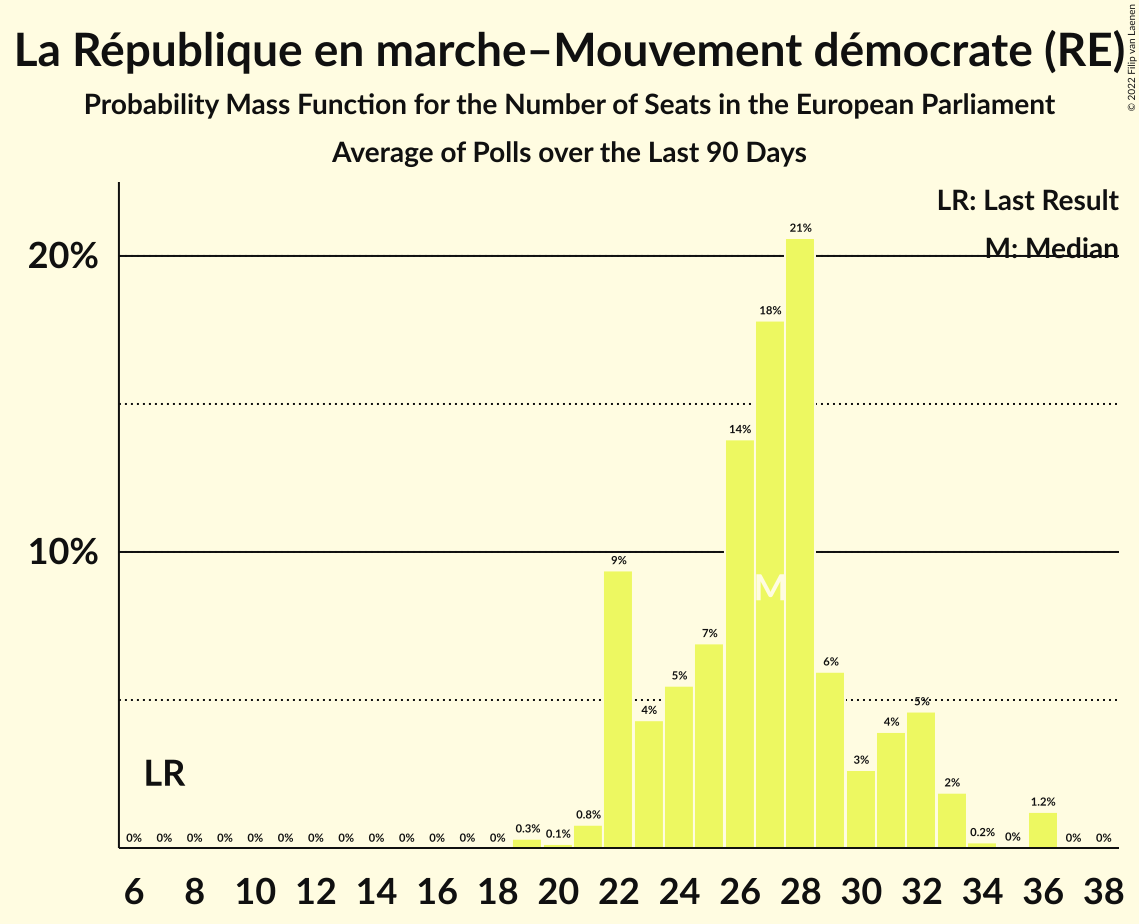 La République en marche–Mouvement démocrate (RE)
© 2022 Filip van Laenen
Probability Mass Function for the Number of Seats in the European Parliament
Average of Polls over the Last 90 Days
LR: Last Result
M: Median
20%
10%
21%
18%
14%
9%
7%
6%
5%
4%
5%
4%
3%
2%
1.2%
0.8%
0.3%
0.1%
0.2%
0%
M
LR
0% 0% 0% 0% 0% 0% 0% 0% 0% 0% 0% 0% 0% 0% 0%
6 8 10 12 14 16 18 20 22 24 26 28 30 32 34 36 38